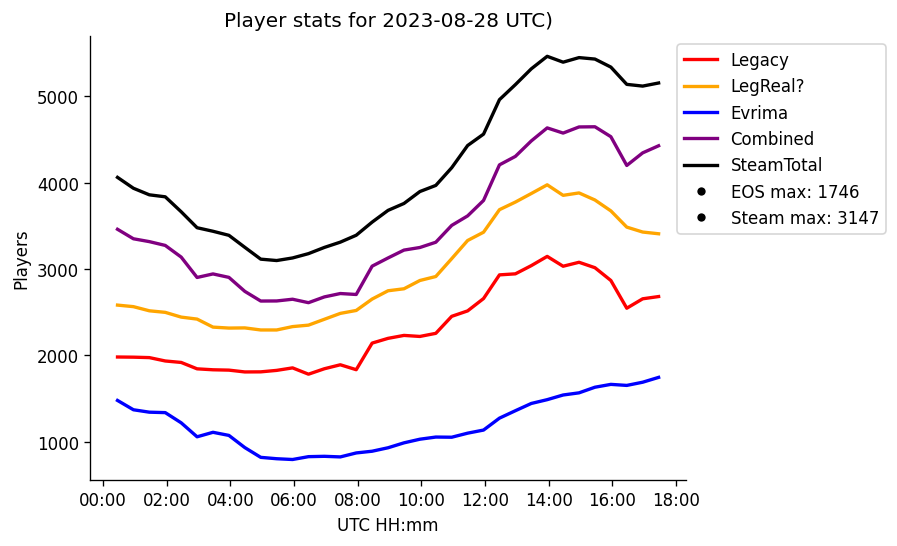 Player stats for 2023-08-28 UTC)
Legacy
LegReal?
Evrima
Combined
SteamTotal
EOS max: 1746
Steam max: 3147
Players
5000
4000
3000
2000
1000
00:00 02:00 04:00 06:00 08:00 10:00 12:00 14:00 16:00 18:00
UTC HH:mm